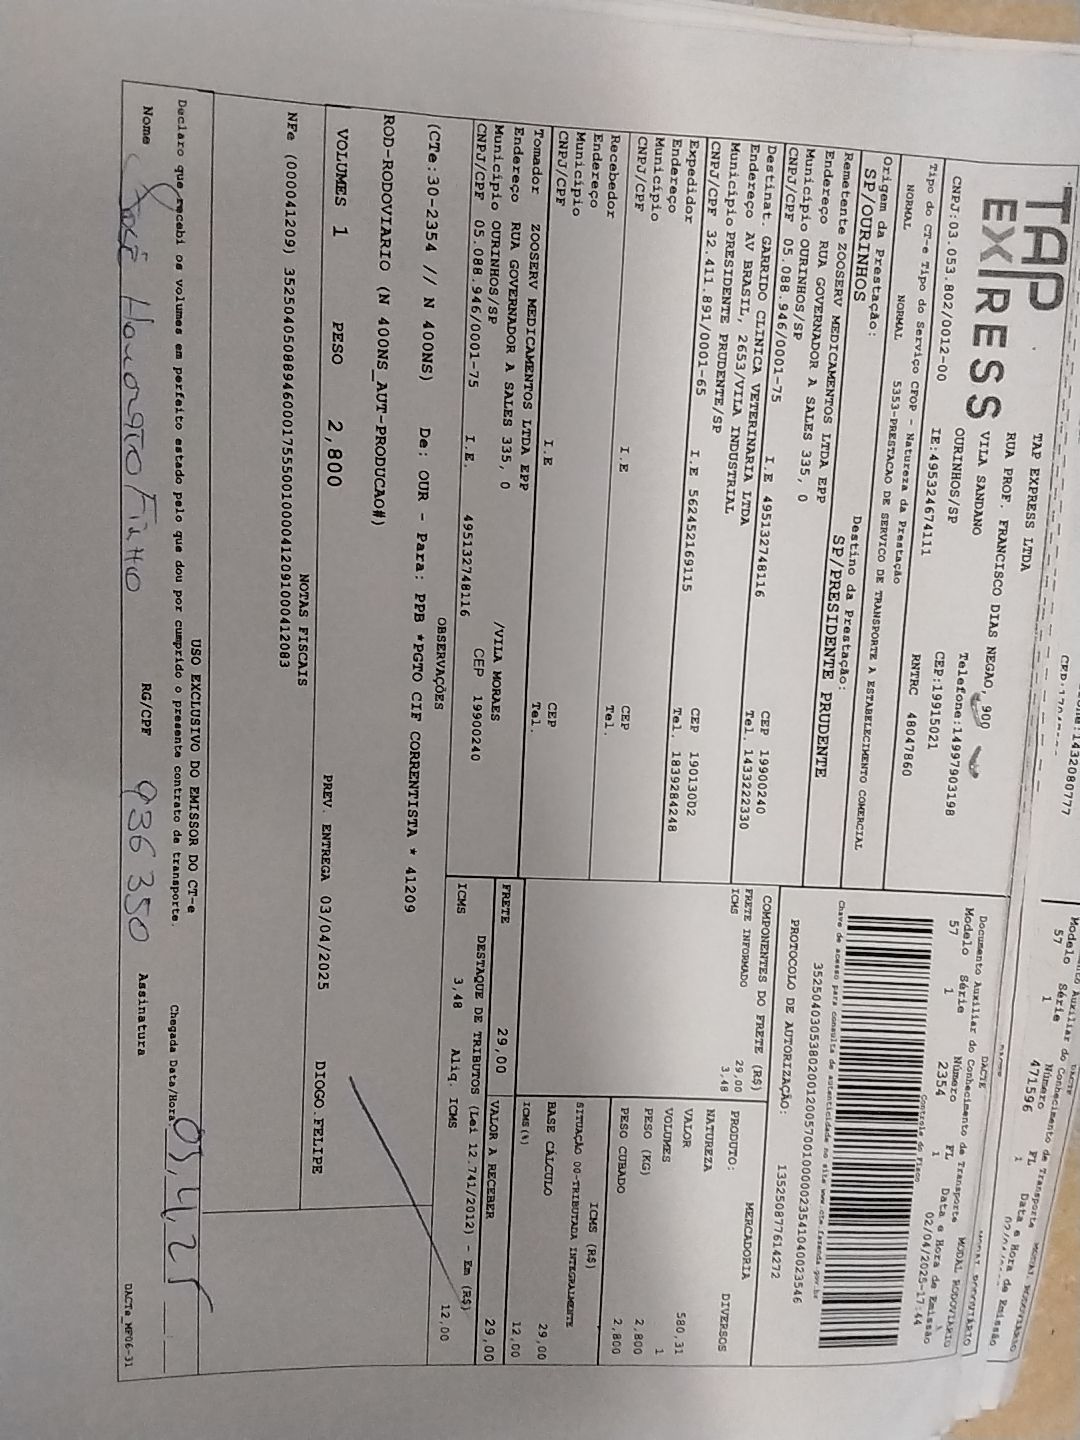 TAP
EXPRESS
TAP EXPRESS LTDA
RUA PROF. FRANCISCO DIAS NEGAO, 900
VILA SANDANO
Telefone:14997903198
OURINHOS/SP
CEP:19915021
CNPJ:03.053.802/0012-00 IE:495324674111
RNTRC 48047860
Tipo do CT-e Tipo do Serviço CFOP - Natureza da Prestação
NORMAL NORMAL 5353-PRESTACAO DE SERVICO DE TRANSPORTE A ESTABELECIMENTO COMERCIAL
Origem da Prestação: Destino da Prestação:
SP/OURINHOS SP/PRESIDENTE PRUDENTE
DACTE
Documento Auxiliar do Conhecimento de Transporte MODAL RODOVIÁRIO
Modelo Série Número FL Data e Hora de Emissão
57 1 2354 1 02/04/2025-17:44
Controle do Fisco
Chave de acesso para consulta de autenticidade no site www.cte.fazenda.gov.br
35250403053802001200570010000023541040023546
PROTOCOLO DE AUTORIZAÇÃO: 135250877614272
Remetente ZOOSERV MEDICAMENTOS LTDA EPP
Endereço RUA GOVERNADOR A SALES 335, 0
Município OURINHOS/SP CEP 19900240
CNPJ/CPF 05.088.946/0001-75 I.E 495132748116 Tel. 1433222330
Destinat. GARRIDO CLINICA VETERINARIA LTDA
Endereço AV BRASIL, 2653/VILA INDUSTRIAL
Município PRESIDENTE PRUDENTE/SP CEP 19013002
CNPJ/CPF 32.411.891/0001-65 I.E 562452169115 Tel. 1839284248
Expedidor
Endereço
Município CEP
CNPJ/CPF I.E Tel.
Recebedor
Endereço
Município CEP
CNPJ/CPF I.E Tel.
Tomador ZOOSERV MEDICAMENTOS LTDA EPP
Endereço RUA GOVERNADOR A SALES 335, 0 /VILA MORAES
Município OURINHOS/SP CEP 19900240
CNPJ/CPF 05.088.946/0001-75 I.E. 495132748116
COMPONENTES DO FRETE (R$)
FRETE INFORMADO 29,00
ICMS 3,48
PRODUTO: MERCADORIA
NATUREZA DIVERSOS
VALOR 580,31
VOLUMES 1
PESO (KG) 2,800
PESO CUBADO 2,800
ICMS (R$)
SITUAÇÃO 00-TRIBUTADA INTEGRALMENTE
BASE CÁLCULO 29,00
ICMS(%) 12,00
FRETE 29,00 VALOR A RECEBER 29,00
DESTAQUE DE TRIBUTOS (Lei 12.741/2012) - Em (R$)
ICMS 3,48 Aliq. ICMS 12,00
OBSERVAÇÕES
(CTe:30-2354 // N 400NS) De: OUR - Para: PPB *PGTO CIF CORRENTISTA * 41209
ROD-RODOVIARIO (N 400NS_AUT-PRODUCAO#)
VOLUMES 1 PESO 2,800 PREV. ENTREGA 03/04/2025 DIOGO.FELIPE
NOTAS FISCAIS
NFe (000041209) 35250405088946000175550010000412091000412083
USO EXCLUSIVO DO EMISSOR DO CT-e
Declaro que recebi os volumes em perfeito estado pelo que dou por cumprido o presente contrato de transporte. Chegada Data/Hora
Nome José RG/CPF 936 350 Assinatura
DACTe_MF06-31
1432080777
Número FL
57 1 471596 1